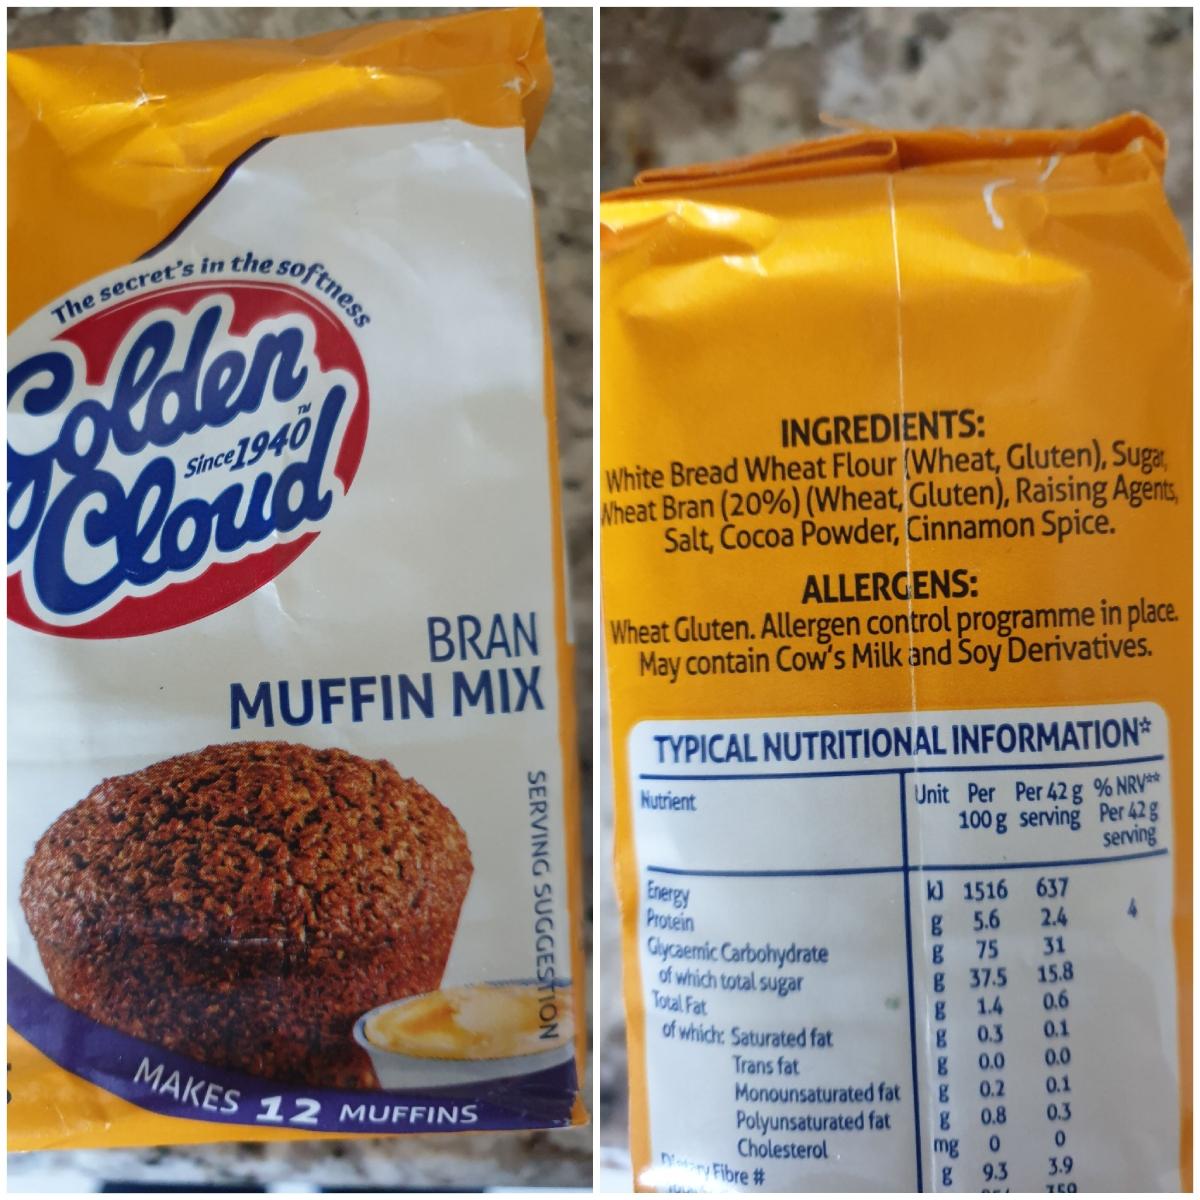 The secret's in the softness
Golden
Since 1940
Cloud™
BRAN
MUFFIN MIX
SERVING SUGGESTION
MAKES 12 MUFFINS
INGREDIENTS:
White Bread Wheat Flour (Wheat, Gluten), Sugar,
Wheat Bran (20%) (Wheat, Gluten), Raising Agents,
Salt, Cocoa Powder, Cinnamon Spice.
ALLERGENS:
Wheat Gluten. Allergen control programme in place.
May contain Cow's Milk and Soy Derivatives.
TYPICAL NUTRITIONAL INFORMATION*
Nutrient Unit Per 100 g Per 42 g serving % NRV** Per 42 g serving
Energy kJ 1516 637
Protein g 5.6 2.4 4
Glycaemic Carbohydrate g 75 31
of which total sugar g 37.5 15.8
Total Fat g 1.4 0.6
of which: Saturated fat g 0.3 0.1
Trans fat g 0.0 0.0
Monounsaturated fat g 0.2 0.1
Polyunsaturated fat g 0.8 0.3
Cholesterol mg 0 0
Dietary Fibre # g 9.3 3.9